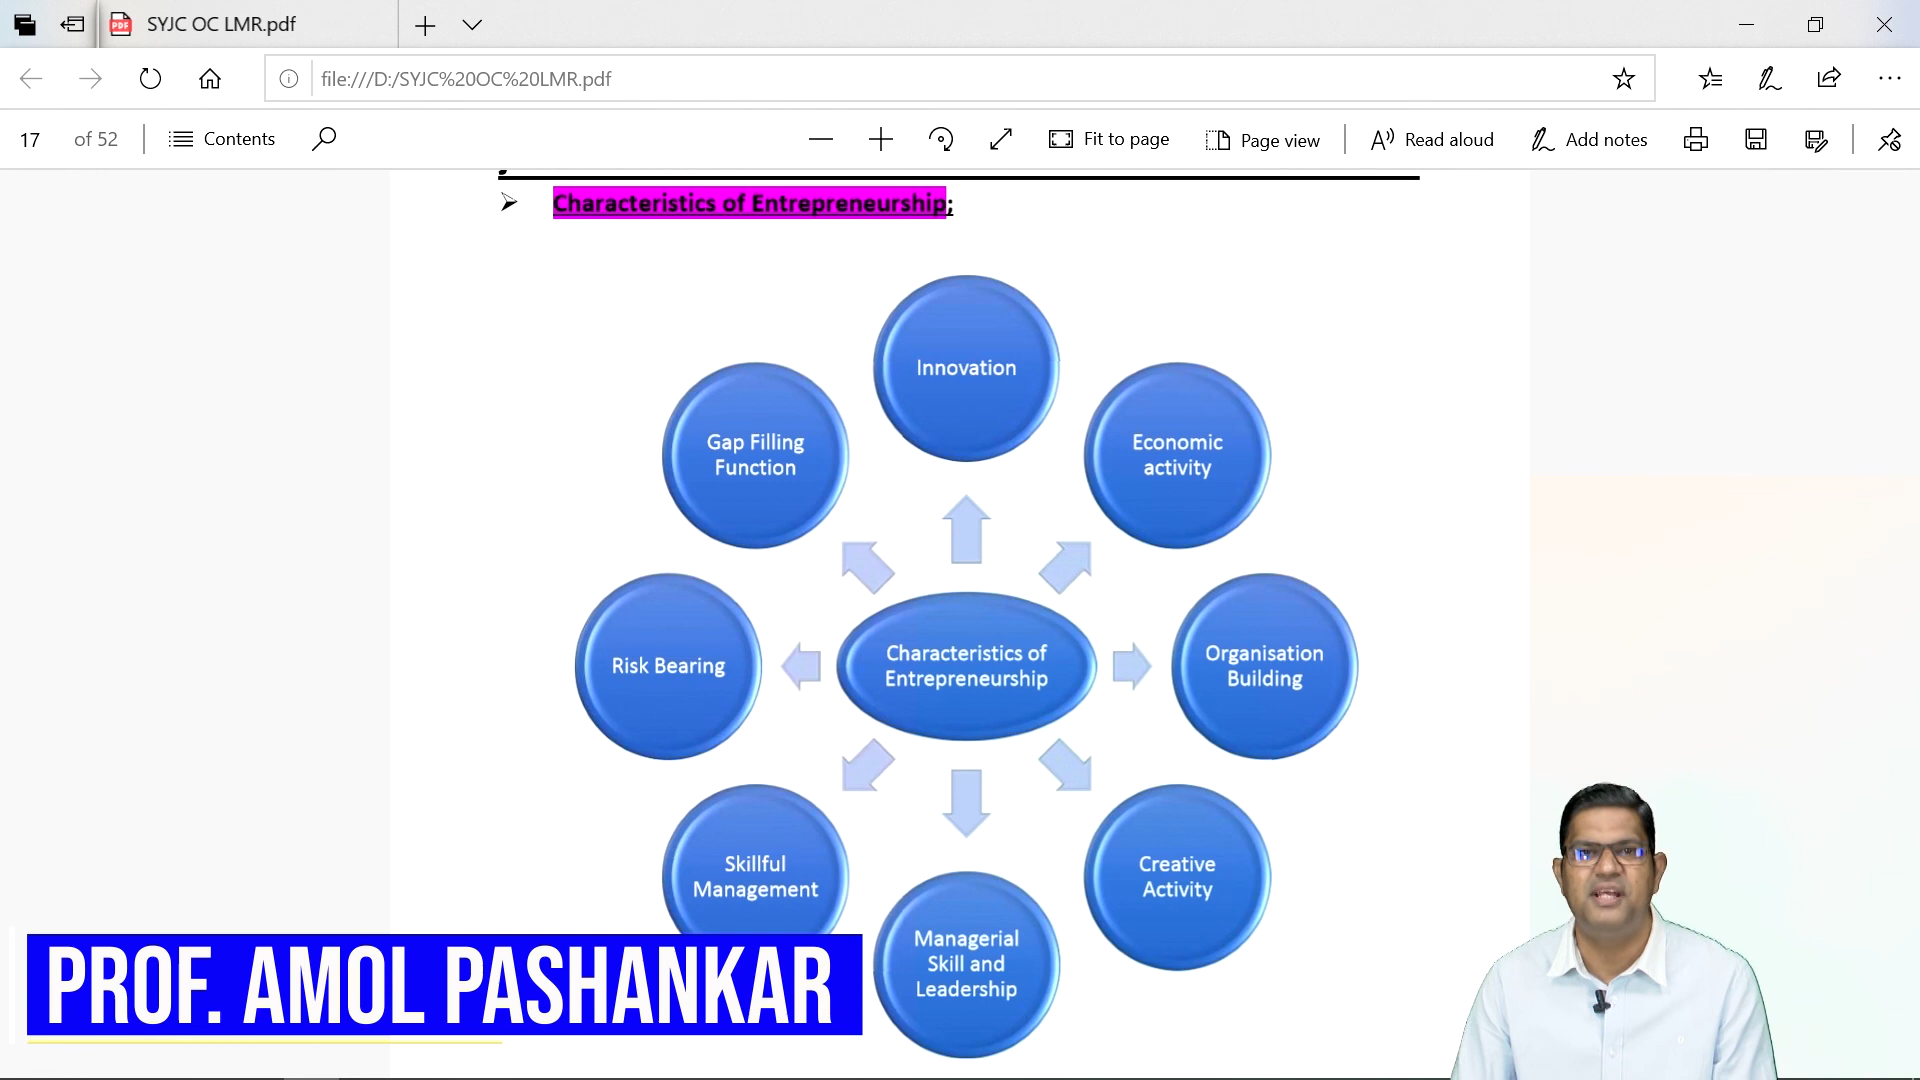 SYJC OC LMR.pdf
file:///D:/SYJC%20OC%20LMR.pdf
17 of 52
Contents
Fit to page
Page view
Read aloud
Add notes
Characteristics of Entrepreneurship;
Innovation
Economic
activity
Organisation
Building
Creative
Activity
Managerial
Skill and
Leadership
Skillful
Management
Risk Bearing
Gap Filling
Function
Characteristics of
Entrepreneurship
PROF. AMOL PASHANKAR